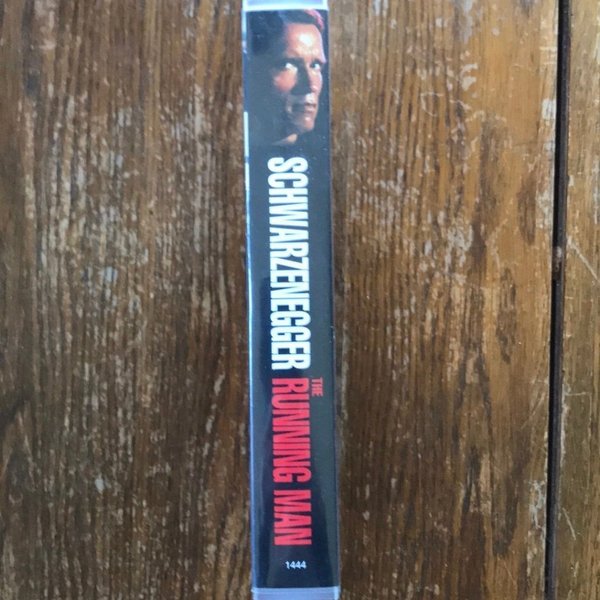 SCHWARZENEGGER
THE
RUNNING MAN
1444